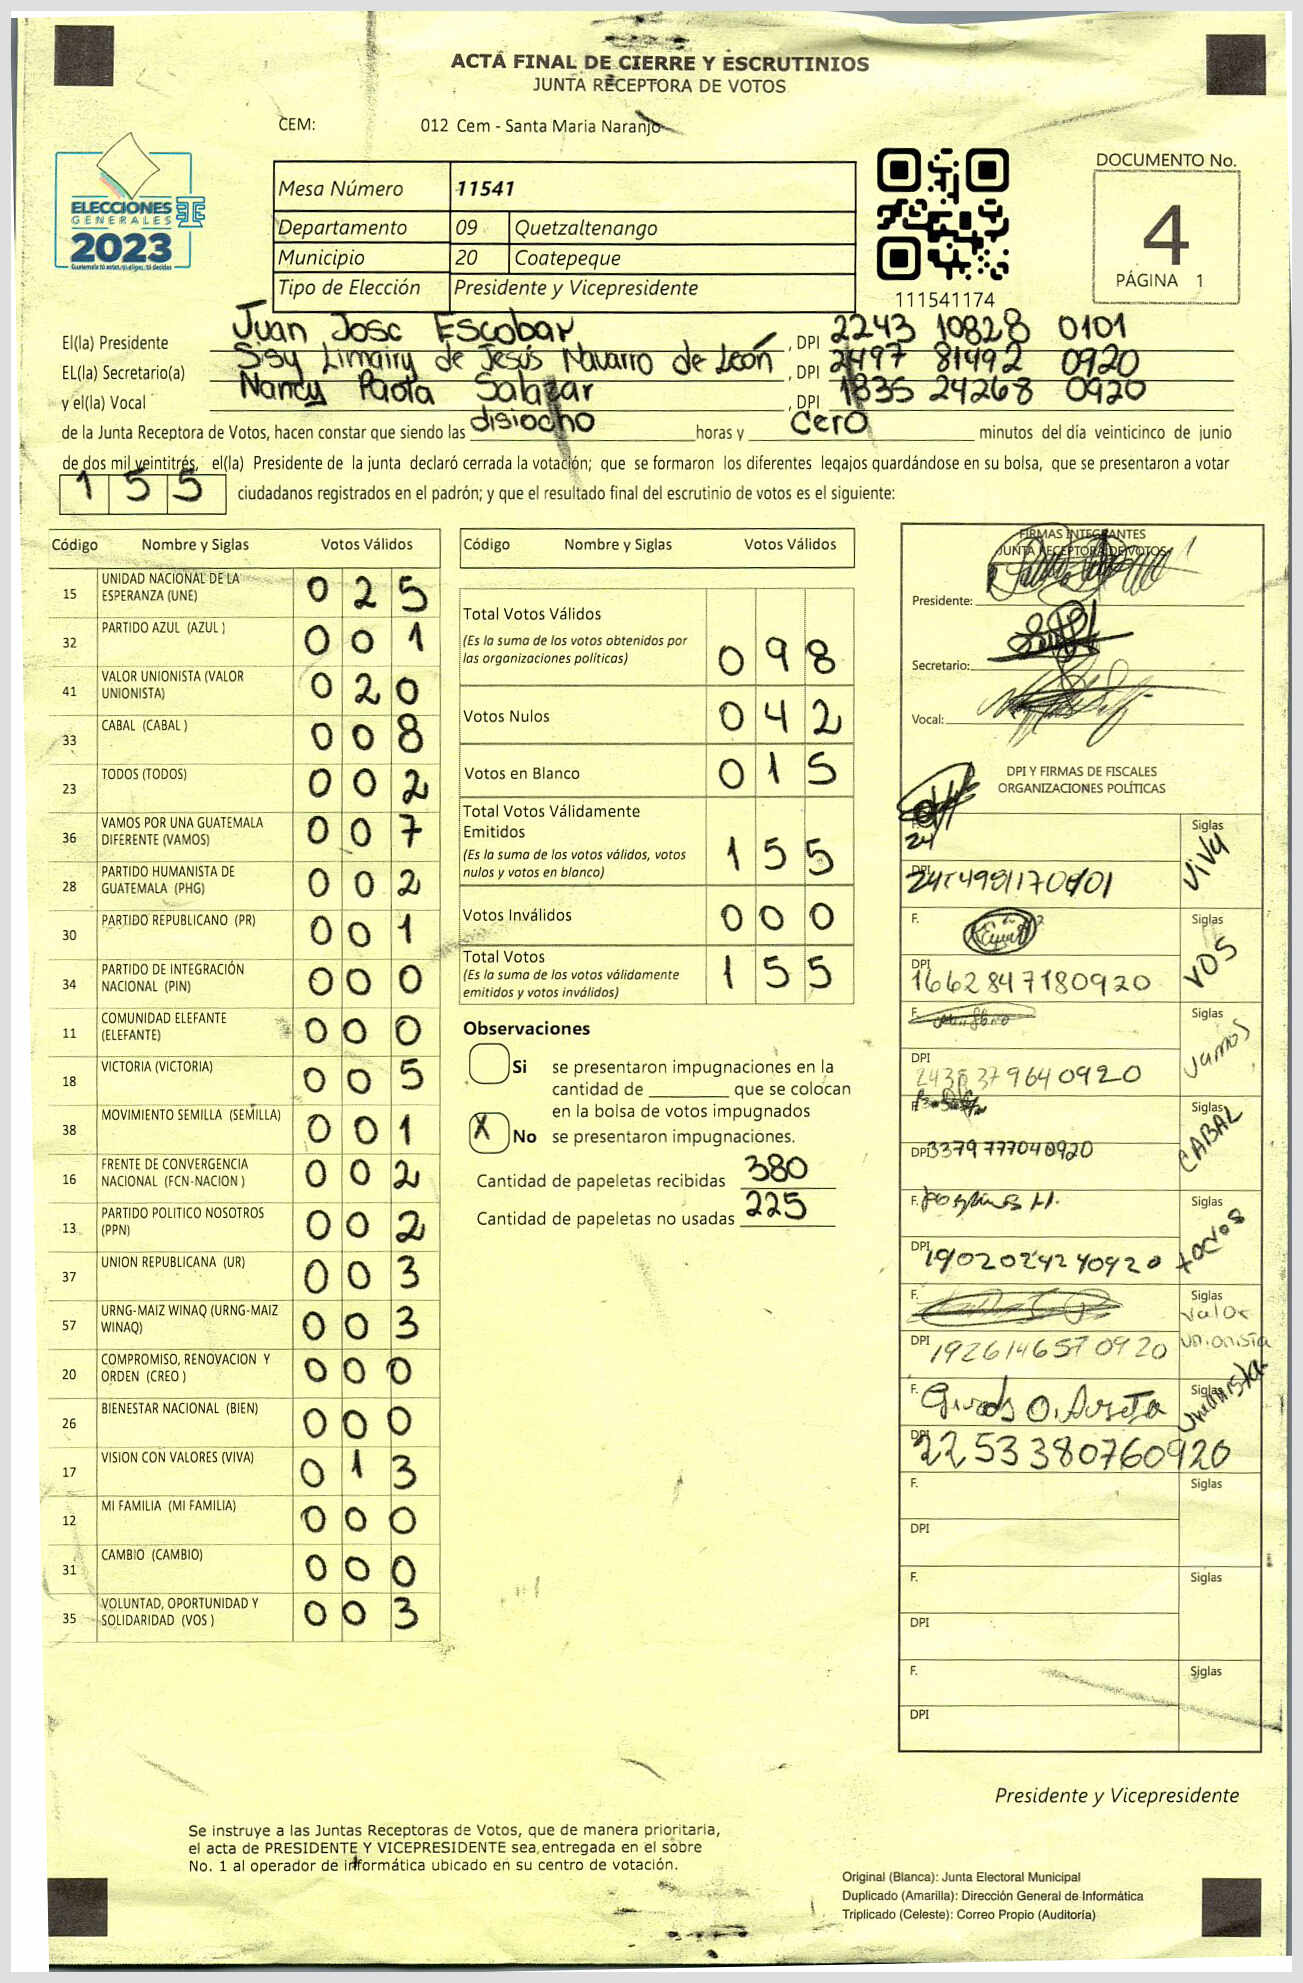 ACTA FINAL DE CIERRE Y ESCRUTINIOS
JUNTA RECEPTORA DE VOTOS
CEM: 012 Cem - Santa Maria Naranjo
ELECCIONES
GENERALES
2023
Mesa Número 11541
Departamento 09 Quetzaltenango
Municipio 20 Coatepeque
Tipo de Elección Presidente y Vicepresidente
111541174
DOCUMENTO No.
4
PÁGINA 1
El(la) Presidente Juan Jose Escobar , DPI 2243 10828 0101
EL(la) Secretario(a) Ssy Limairy de Jesús Navarro de León , DPI 2497 81492 0920
y el(la) Vocal Nancy Paola Salazar , DPI 1835 24268 0920
de la Junta Receptora de Votos, hacen constar que siendo las disiocho horas y cero minutos del día veinticinco de junio
de dos mil veintitrés, el(la) Presidente de la junta declaró cerrada la votación; que se formaron los diferentes legajos guardándose en su bolsa, que se presentaron a votar
155 ciudadanos registrados en el padrón; y que el resultado final del escrutinio de votos es el siguiente:
Código Nombre y Siglas Votos Válidos
15 UNIDAD NACIONAL DE LA ESPERANZA (UNE) 025
32 PARTIDO AZUL (AZUL ) 001
41 VALOR UNIONISTA (VALOR UNIONISTA) 020
33 CABAL (CABAL ) 008
23 TODOS (TODOS) 002
36 VAMOS POR UNA GUATEMALA DIFERENTE (VAMOS) 007
28 PARTIDO HUMANISTA DE GUATEMALA (PHG) 002
30 PARTIDO REPUBLICANO (PR) 001
34 PARTIDO DE INTEGRACIÓN NACIONAL (PIN) 000
11 COMUNIDAD ELEFANTE (ELEFANTE) 000
18 VICTORIA (VICTORIA) 005
38 MOVIMIENTO SEMILLA (SEMILLA) 001
16 FRENTE DE CONVERGENCIA NACIONAL (FCN-NACION ) 002
13 PARTIDO POLITICO NOSOTROS (PPN) 002
37 UNION REPUBLICANA (UR) 003
57 URNG-MAIZ WINAQ (URNG-MAIZ WINAQ) 003
20 COMPROMISO, RENOVACION Y ORDEN (CREO ) 000
26 BIENESTAR NACIONAL (BIEN) 000
17 VISION CON VALORES (VIVA) 013
12 MI FAMILIA (MI FAMILIA) 000
31 CAMBIO (CAMBIO) 000
35 VOLUNTAD, OPORTUNIDAD Y SOLIDARIDAD (VOS ) 003
Código Nombre y Siglas Votos Válidos
Total Votos Válidos
(Es la suma de los votos obtenidos por las organizaciones politicas) 098
Votos Nulos 042
Votos en Blanco 015
Total Votos Válidamente Emitidos
(Es la suma de los votos válidos, votos nulos y votos en blanco) 155
Votos Inválidos 000
Total Votos
(Es la suma de los votos válidamente emitidos y votos inválidos) 155
Observaciones
Si se presentaron impugnaciones en la
cantidad de ________ que se colocan
en la bolsa de votos impugnados
X No se presentaron impugnaciones.
Cantidad de papeletas recibidas 380
Cantidad de papeletas no usadas 225
FIRMAS INTEGRANTES
JUNTA RECEPTORA DE VOTOS
Presidente:
Secretario:
Vocal:
DPI Y FIRMAS DE FISCALES
ORGANIZACIONES POLÍTICAS
F. Siglas VIVA
DPI
F. Siglas VOS
DPI 1662847180920
F. Siglas Vamos
DPI 2438379640920
F. Siglas CABAL
DPI 3379777040920
F. Siglas todos
DPI 1902024240920
F. Siglas Valor Unionista
DPI 1926146570920
F. Siglas Unionista
DPI 2253380760920
F. Siglas
DPI
F. Siglas
DPI
F. Siglas
DPI
Presidente y Vicepresidente
Se instruye a las Juntas Receptoras de Votos, que de manera prioritaria,
el acta de PRESIDENTE Y VICEPRESIDENTE sea entregada en el sobre
No. 1 al operador de informática ubicado en su centro de votación.
Original (Blanca): Junta Electoral Municipal
Duplicado (Amarilla): Dirección General de Informática
Triplicado (Celeste): Correo Propio (Auditoría)